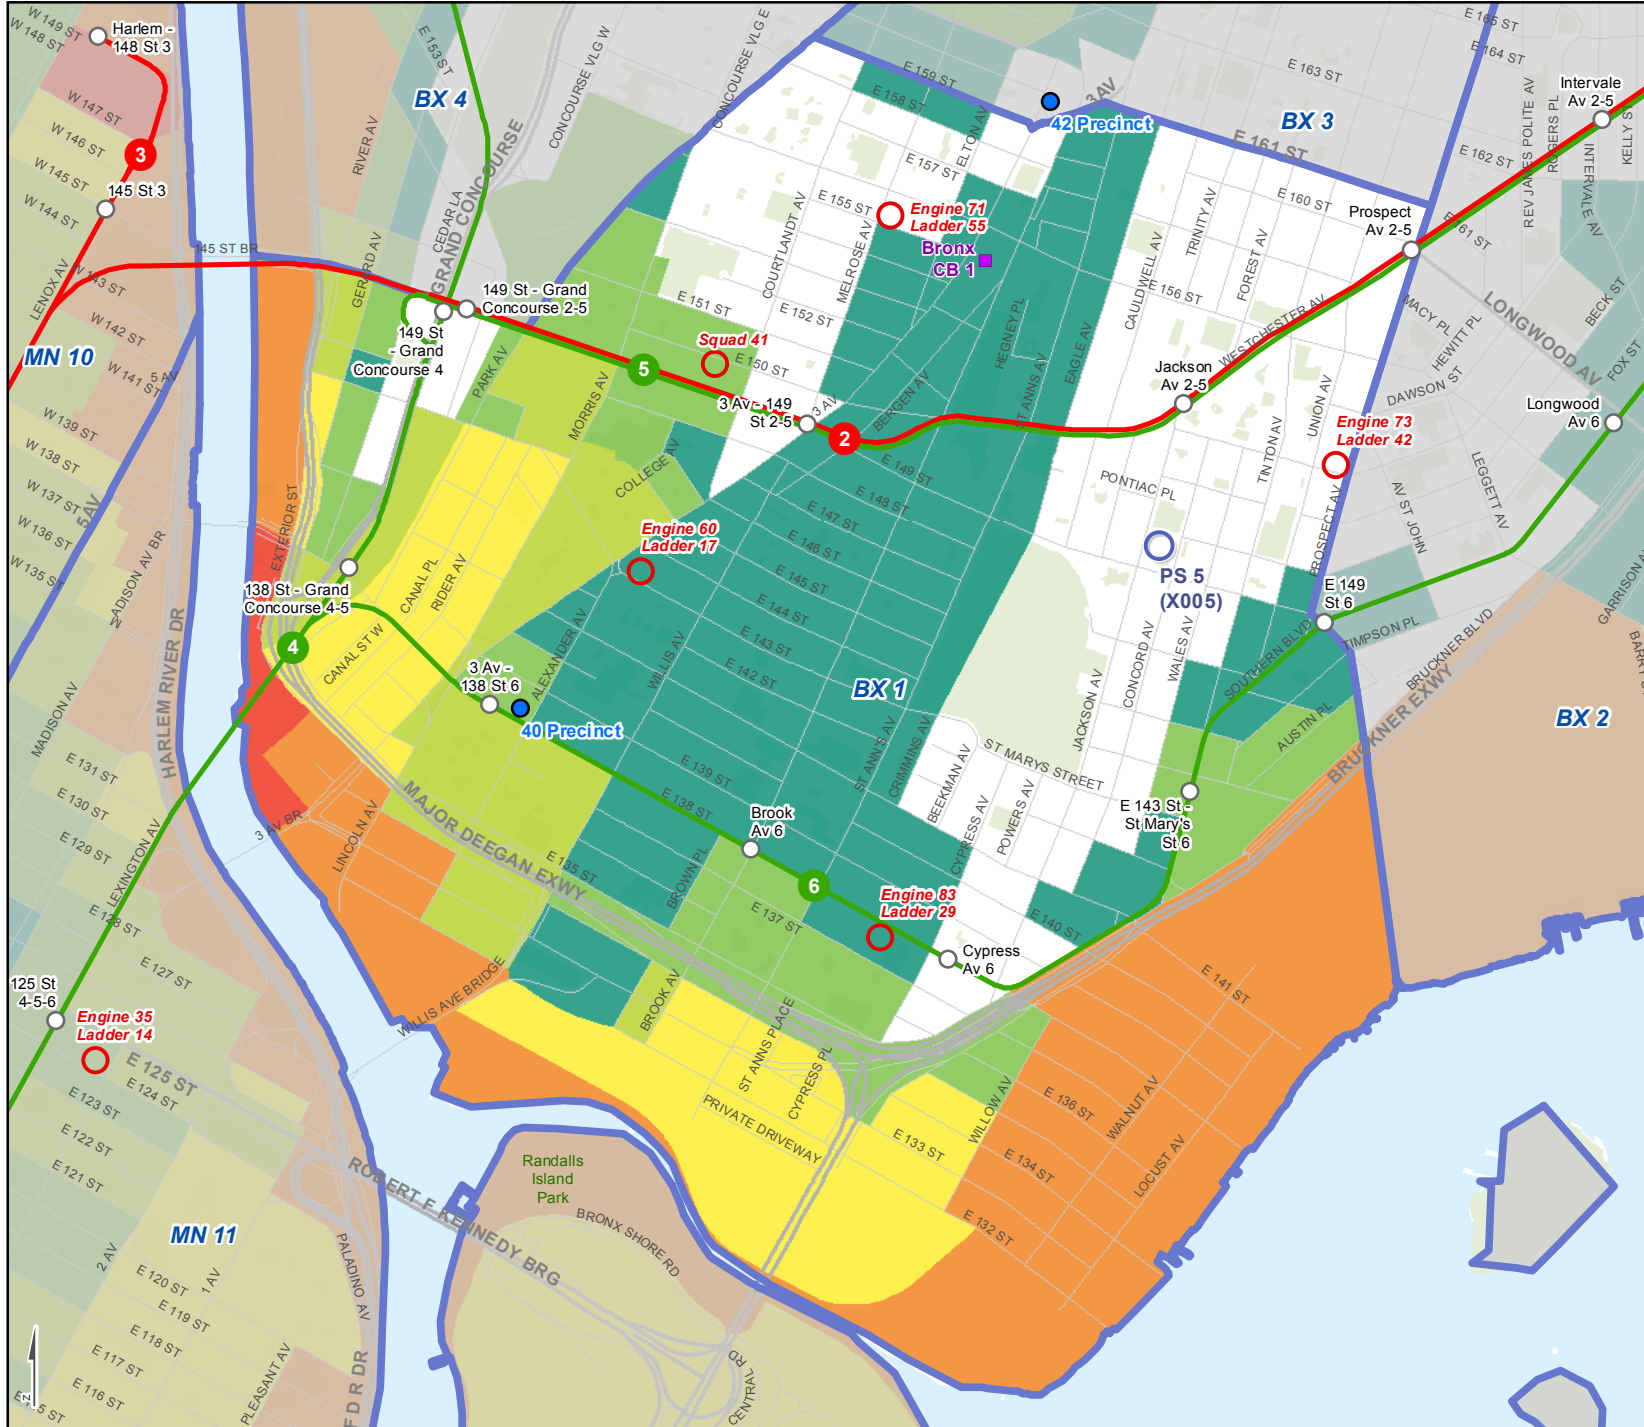 W 149 ST
W 148 ST
Harlem -
148 St 3
W 147 ST
W 146 ST
3
W 145 ST
145 St 3
W 144 ST
145 ST BR
LENOX AV
W 143 ST
W 142 ST
MN 10
W 141 ST
5 AV
W 139 ST
W 138 ST
W 137 ST
5 AV
W 136 ST
W 135 ST
MADISON AV BR
HARLEM RIVER DR
MADISON AV
E 131 ST
E 130 ST
E 129 ST
LEXINGTON AV
E 128 ST
E 127 ST
125 St
4-5-6
Engine 35
Ladder 14
E 125 ST
E 124 ST
E 123 ST
E 122 ST
E 121 ST
MN 11
2 AV
1 AV
E 120 ST
E 119 ST
E 118 ST
E 117 ST
E 116 ST
PLEASANT AV
PALADINO AV
F D R DR
N
BX 4
E 153 ST
RIVER AV
CONCOURSE VLG W
CONCOURSE VLG E
GRAND CONCOURSE
CEDAR LA
GERARD AV
149 St - Grand
Concourse 2-5
149 St
- Grand
Concourse 4
PARK AV
5
MORRIS AV
COLLEGE AV
EXTERIOR ST
138 St - Grand
Concourse 4-5
4
CANAL PL
RIDER AV
CANAL ST W
3 Av -
138 St 6
40 Precinct
ALEXANDER AV
Engine 60
Ladder 17
WILLIS AV
MAJOR DEEGAN EXWY
3 AV BR
LINCOLN AV
E 135 ST
WILLIS AVE BRIDGE
BROWN PL
BROOK AV
E 159 ST
E 158 ST
E 157 ST
ELTON AV
3 AV
42 Precinct
BX 3
E 163 ST
E 161 ST
E 160 ST
E 155 ST
Engine 71
Ladder 55
Bronx
CB 1
COURTLANDT AV
MELROSE AV
E 151 ST
E 152 ST
Squad 41
E 150 ST
3 Av - 149
St 2-5
3 AV
2
BERGEN AV
HEGNEY PL
ST ANNS AV
EAGLE AV
CAULDWELL AV
TRINITY AV
FOREST AV
E 156 ST
WESTCHESTER AV
Jackson
Av 2-5
E 149 ST
E 148 ST
E 147 ST
E 146 ST
E 145 ST
E 144 ST
E 143 ST
E 142 ST
BX 1
ST ANN'S AV
CRIMMINS AV
E 139 ST
E 138 ST
Brook
Av 6
6
E 137 ST
Engine 83
Ladder 29
Cypress
Av 6
BEEKMAN AV
CYPRESS AV
POWERS AV
ST MARYS STREET
JACKSON AV
CONCORD AV
WALES AV
E 143 St -
St Mary's
St 6
E 140 ST
E 141 ST
PONTIAC PL
PS 5
(X005)
TINTON AV
UNION AV
PROSPECT AV
Engine 73
Ladder 42
E 149
St 6
SOUTHERN BLVD
TIMPSON PL
AUSTIN PL
BRUCKNER BLVD
BRUCKNER EXWY
BX 2
BARRY ST
GARRISON AV
E 165 ST
E 164 ST
Intervale
Av 2-5
REV JAMES POLITE AV
ROGERS PL
INTERVALE AV
KELLY ST
E 162 ST
Prospect
Av 2-5
E 161 ST
MACY PL
HEWITT PL
LONGWOOD AV
BECK ST
FOX ST
DAWSON ST
Longwood
Av 6
LEGGETT AV
AV ST JOHN
ST ANNS PLACE
CYPRESS PL
PRIVATE DRIVEWAY
E 133 ST
WILLOW AV
E 136 ST
E 134 ST
WALNUT AV
LOCUST AV
E 132 ST
Randalls
Island
Park
BRONX SHORE RD
ROBERT F KENNEDY BRG
CENTRAL RD